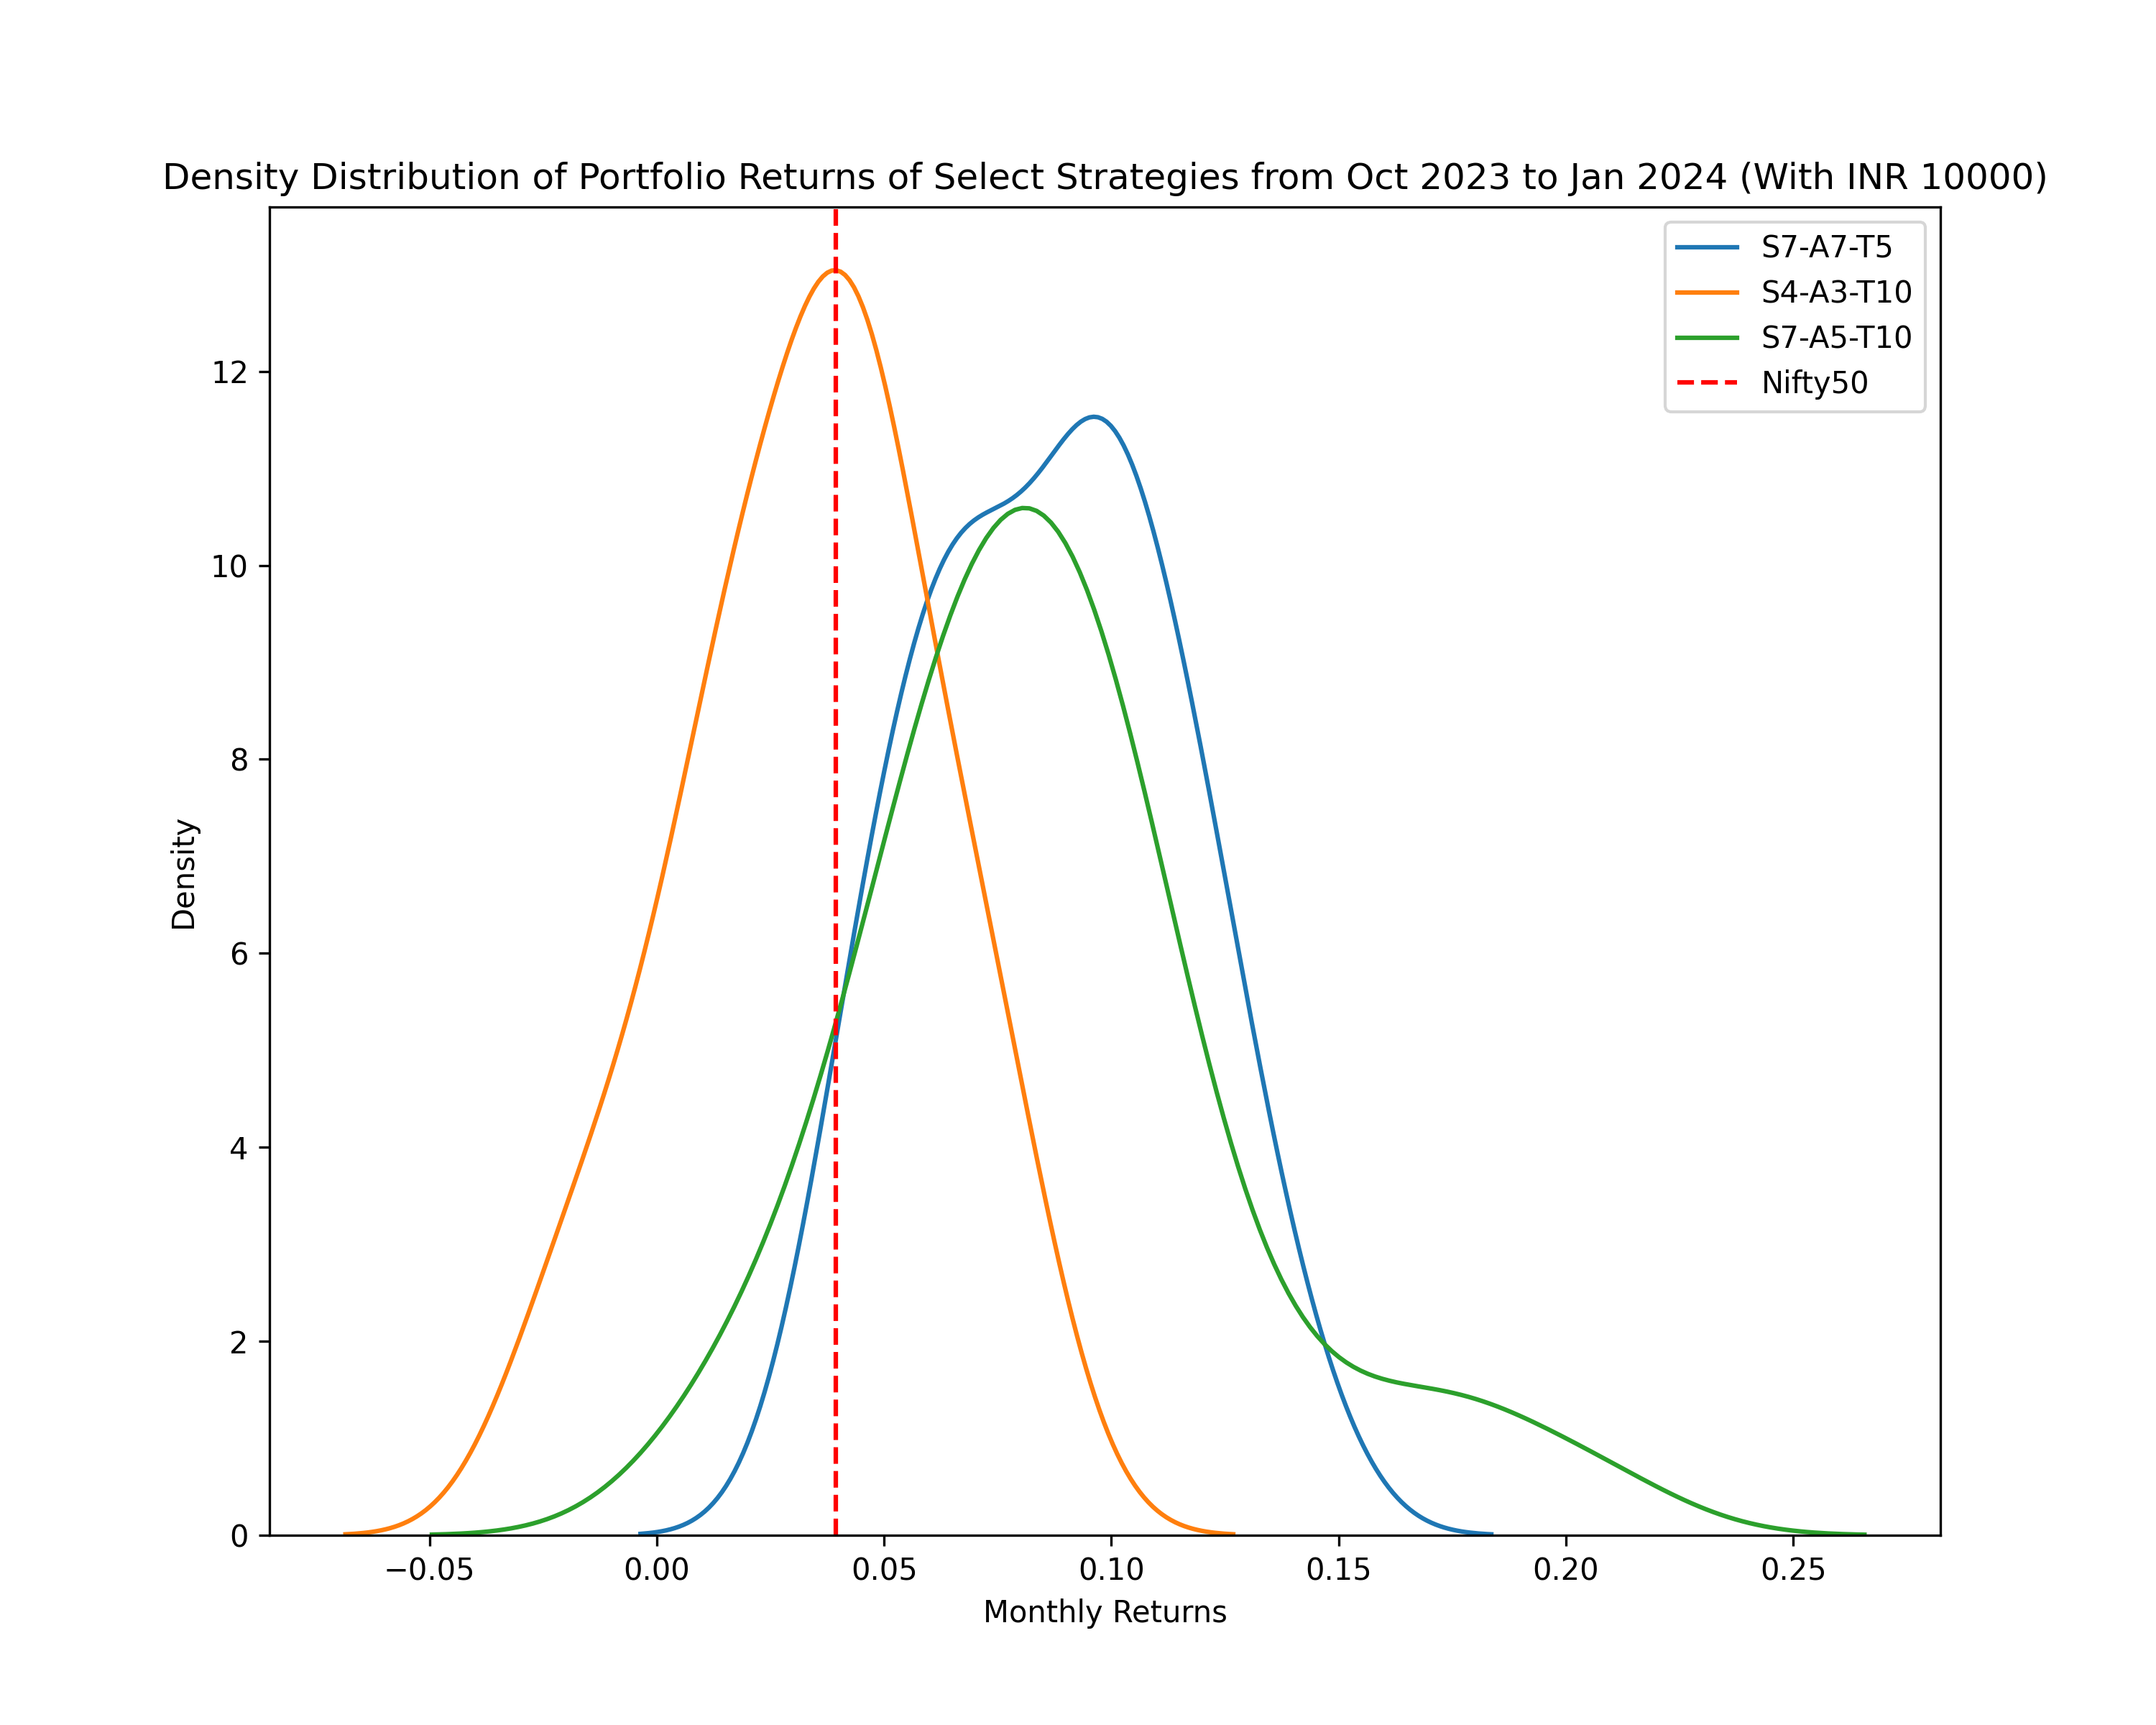 Density Distribution of Portfolio Returns of Select Strategies from Oct 2023 to Jan 2024 (With INR 10000)
S7-A7-T5
S4-A3-T10
S7-A5-T10
Nifty50
12
10
8
6
4
2
0
Density
−0.05
0.00
0.05
0.10
0.15
0.20
0.25
Monthly Returns